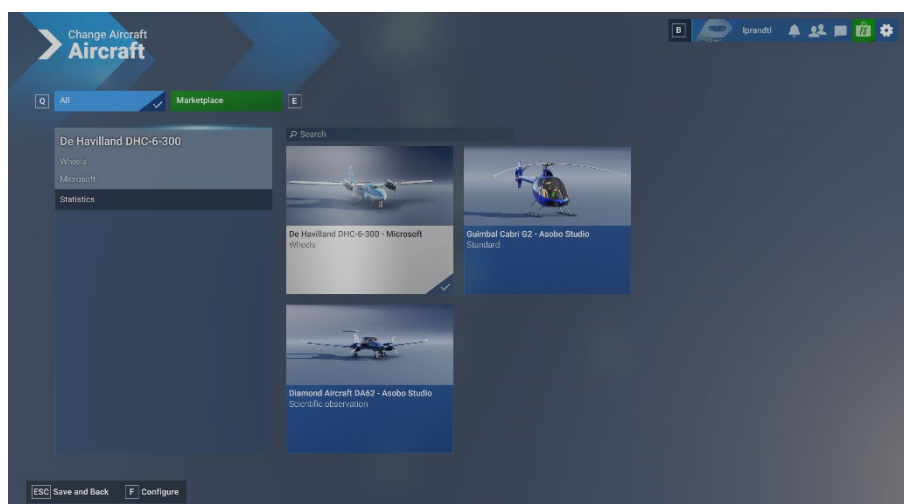 Change Aircraft
Aircraft
B
lprandtl
Q
All
Marketplace
E
De Havilland DHC-6-300
Wheels
Microsoft
Statistics
Search
De Havilland DHC-6-300 - Microsoft
Wheels
Guimbal Cabri G2 - Asobo Studio
Standard
Diamond Aircraft DA62 - Asobo Studio
Scientific observation
ESC Save and Back
F Configure